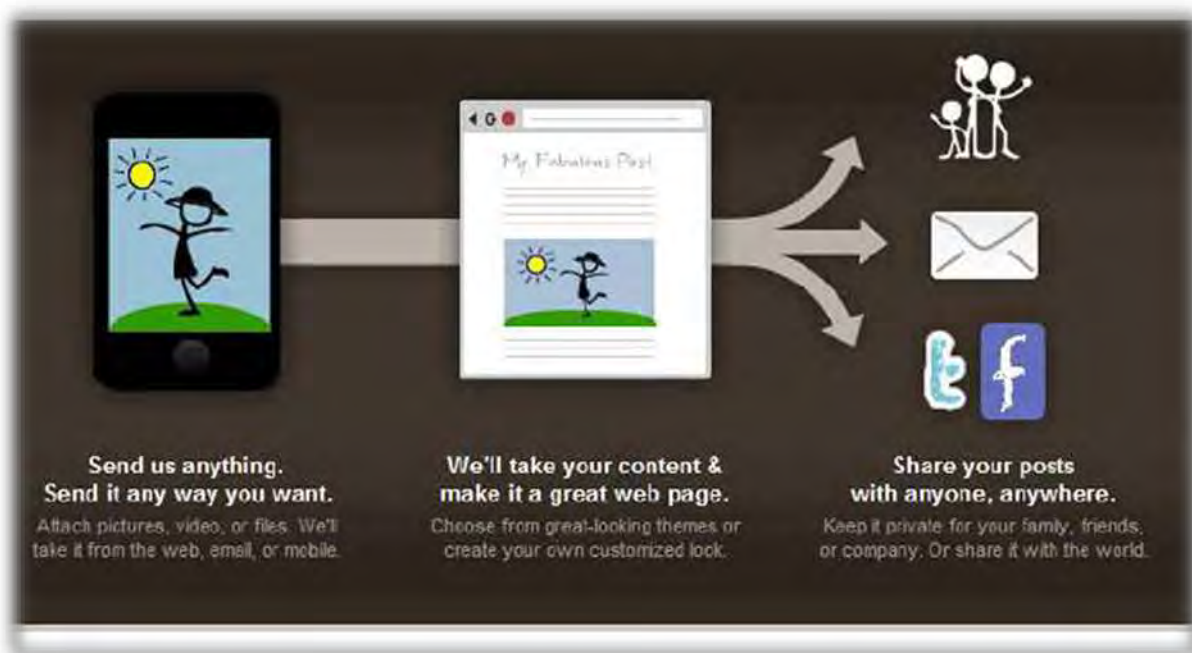 G
My Fabulous Post
t f
Send us anything.
Send it any way you want.
Attach pictures, video, or files. We'll
take it from the web, email, or mobile.
We'll take your content &
make it a great web page.
Choose from great-looking themes or
create your own customized look.
Share your posts
with anyone, anywhere.
Keep it private for your family, friends,
or company. Or share it with the world.